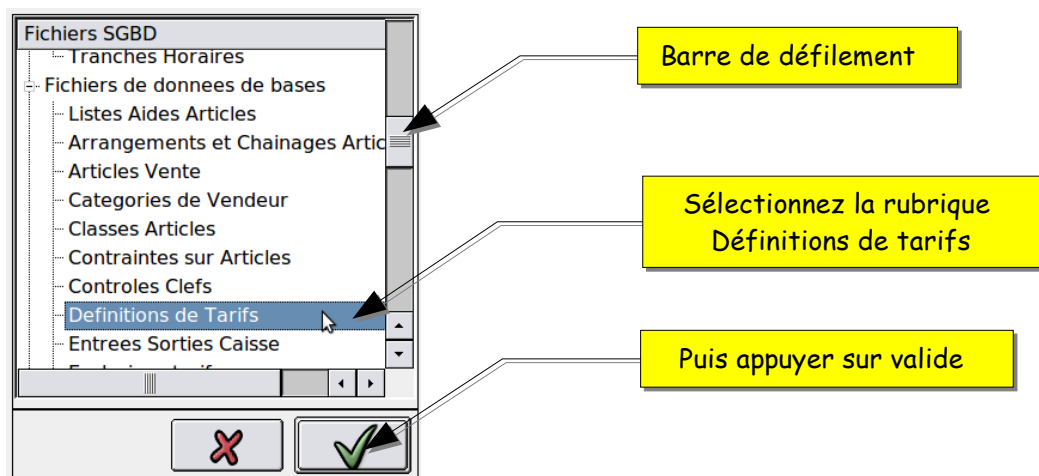 Fichiers SGBD
Tranches Horaires
Fichiers de donnees de bases
Listes Aides Articles
Arrangements et Chainages Artic
Articles Vente
Categories de Vendeur
Classes Articles
Contraintes sur Articles
Controles Clefs
Definitions de Tarifs
Entrees Sorties Caisse
Barre de défilement
Sélectionnez la rubrique
Définitions de tarifs
Puis appuyer sur valide